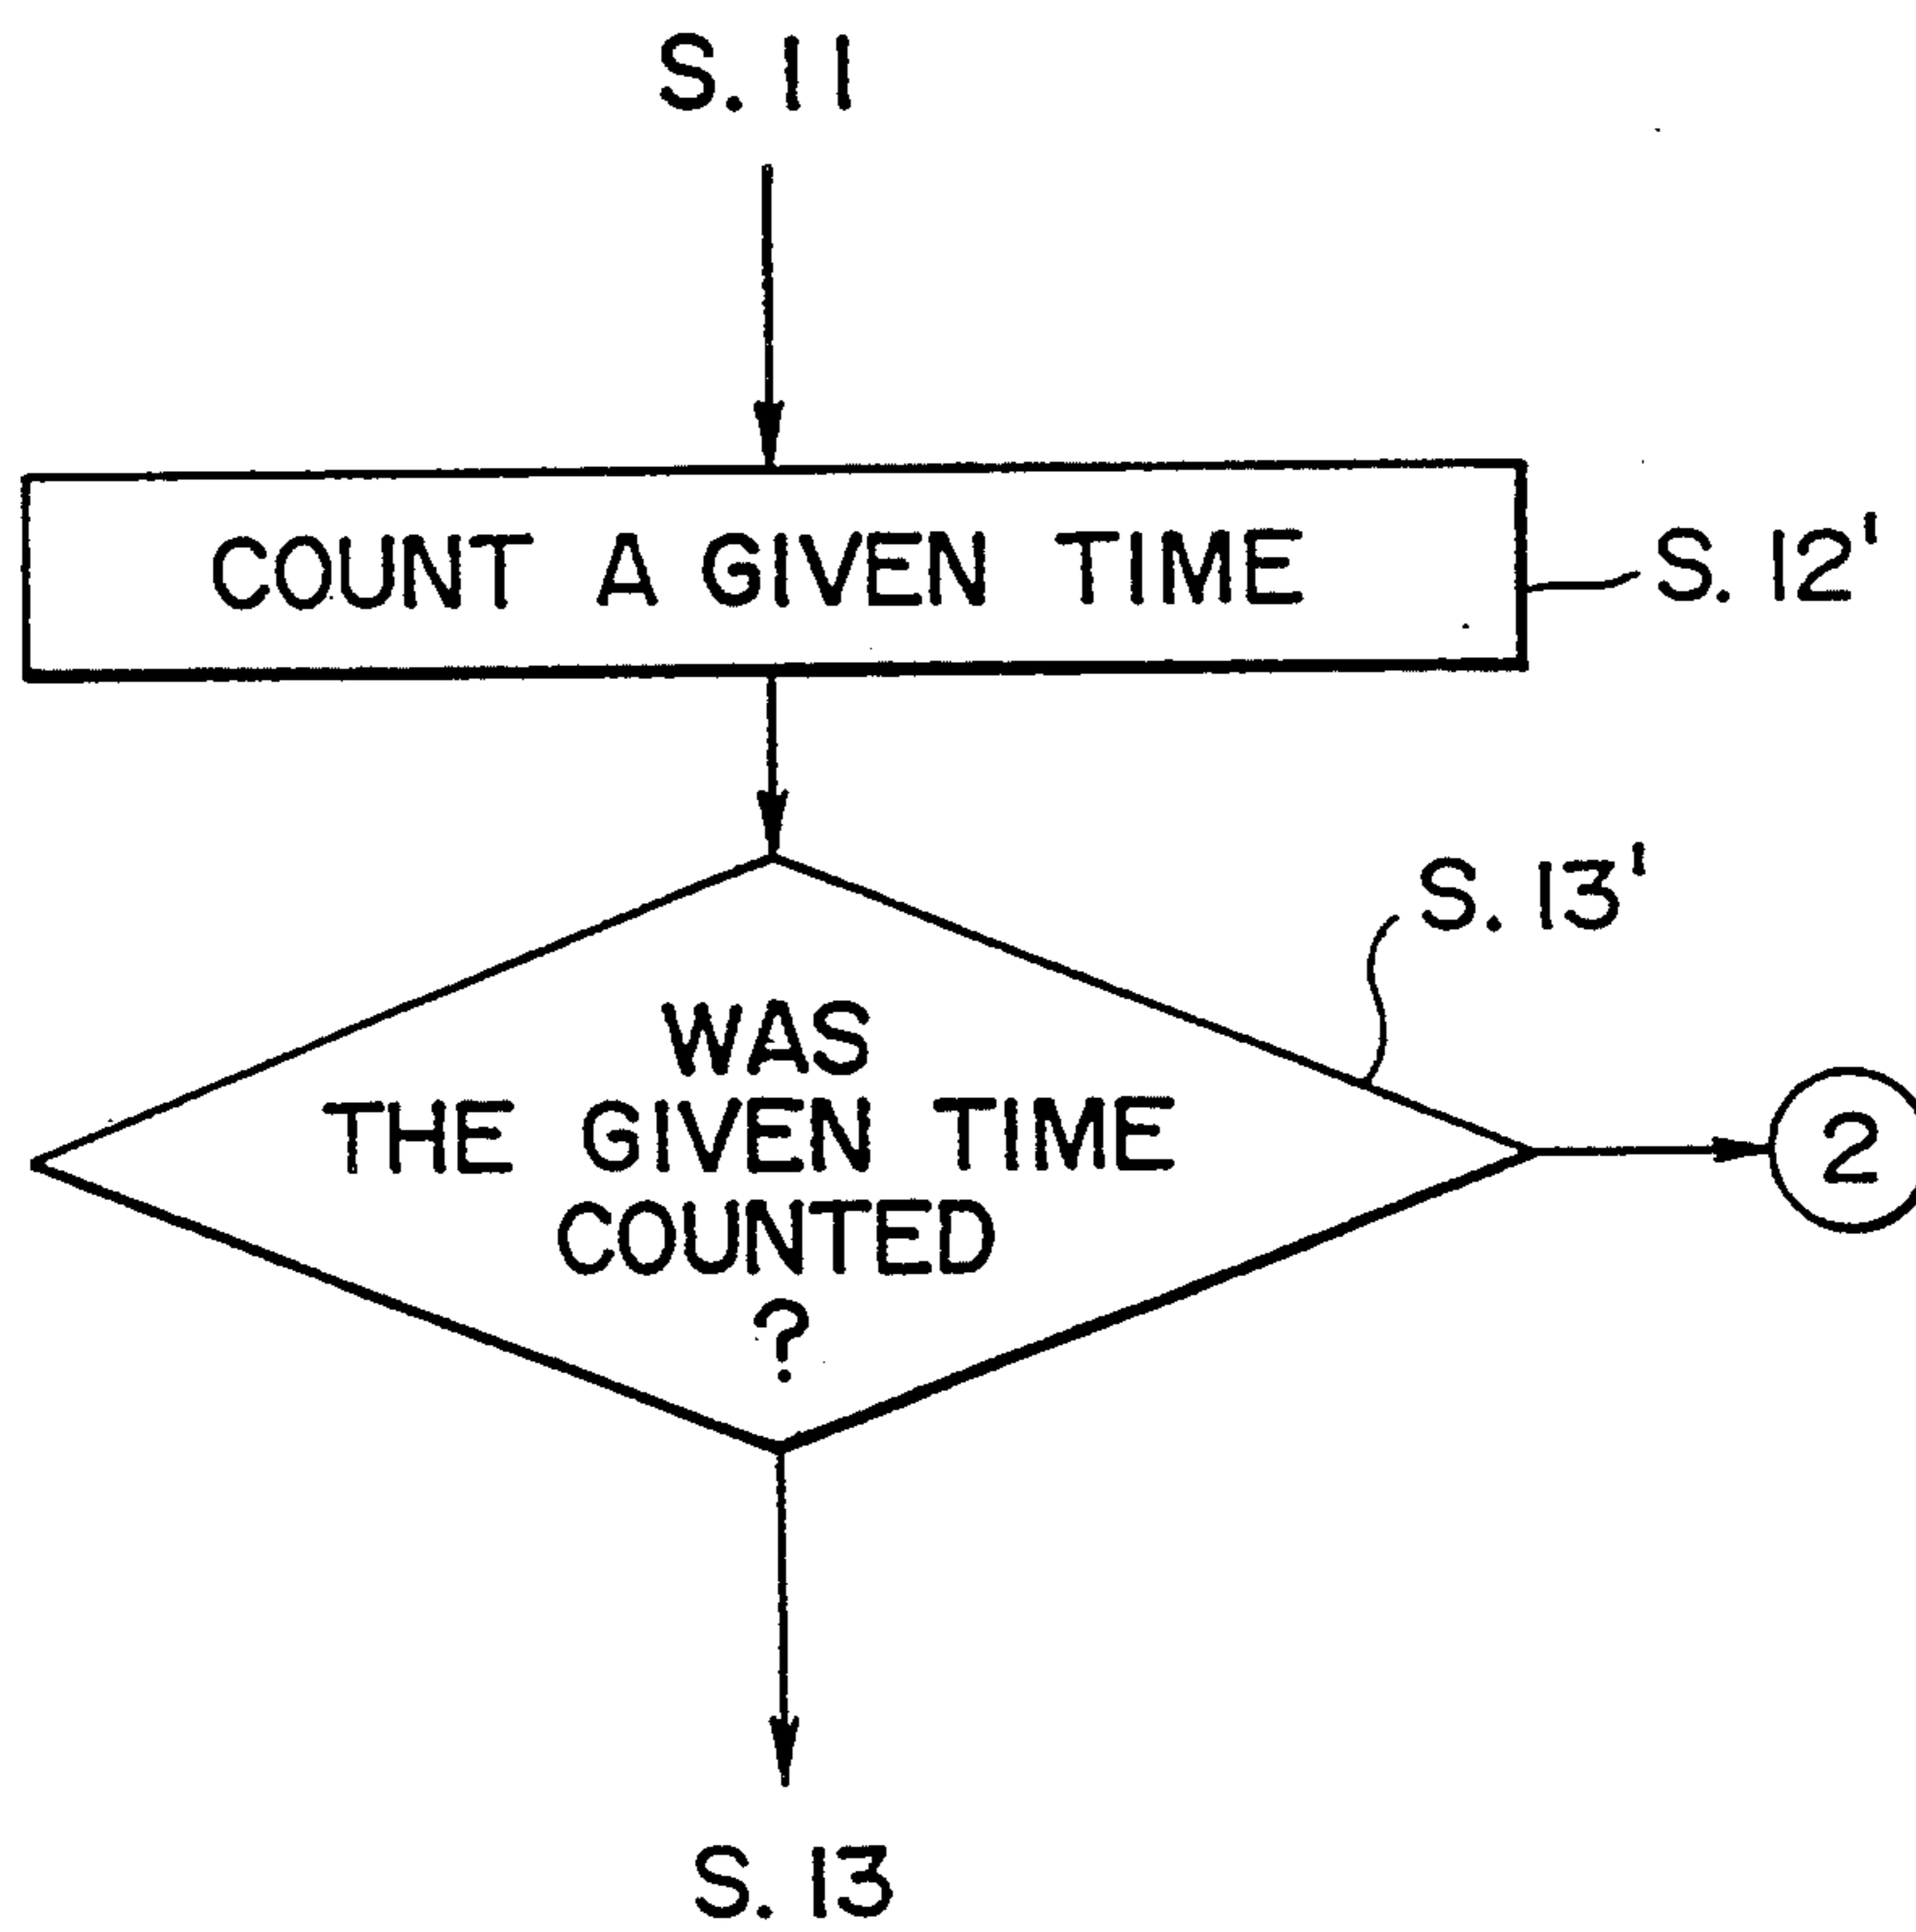 S. 11
COUNT A GIVEN TIME
S. 12'
S. 13'
WAS
THE GIVEN TIME
COUNTED
?
2
S. 13